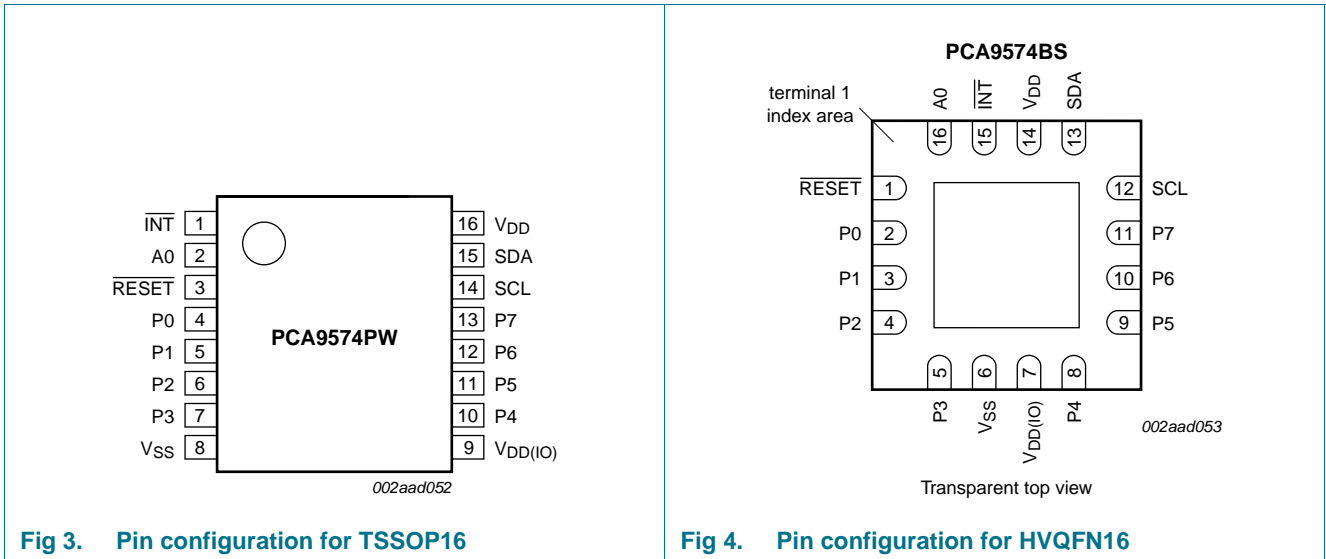 INT 1
A0 2
RESET 3
P0 4
P1 5
P2 6
P3 7
VSS 8
PCA9574PW
16 VDD
15 SDA
14 SCL
13 P7
12 P6
11 P5
10 P4
9 VDD(IO)
002aad052
Fig 3. Pin configuration for TSSOP16
PCA9574BS
terminal 1
index area
A0 INT VDD SDA
16 15 14 13
RESET 1
P0 2
P1 3
P2 4
12 SCL
11 P7
10 P6
9 P5
5 6 7 8
P3 VSS VDD(IO) P4
002aad053
Transparent top view
Fig 4. Pin configuration for HVQFN16